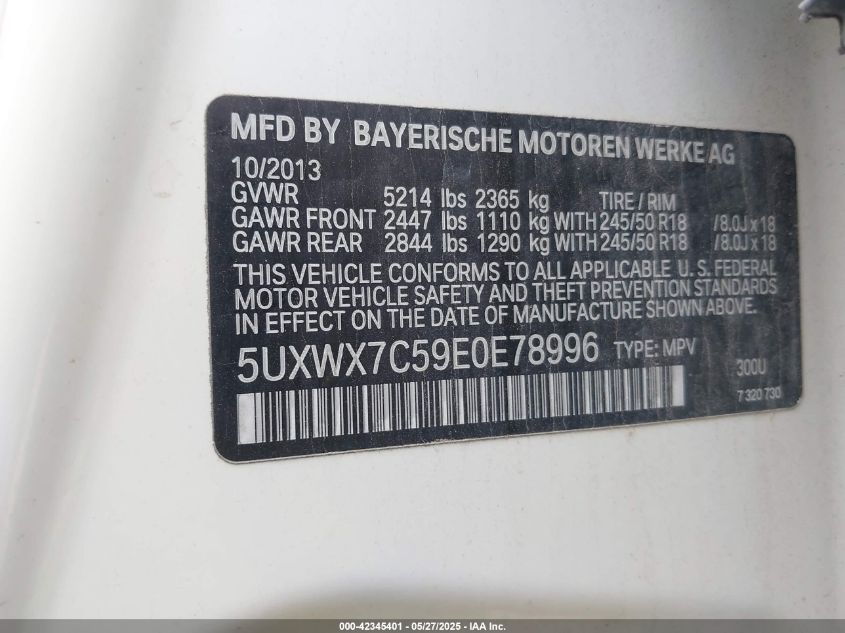 MFD BY BAYERISCHE MOTOREN WERKE AG
10/2013
GVWR 5214 lbs 2365 kg TIRE / RIM
GAWR FRONT 2447 lbs 1110 kg WITH 245/50 R18 /8.0J x 18
GAWR REAR 2844 lbs 1290 kg WITH 245/50 R18 /8.0J x 18
THIS VEHICLE CONFORMS TO ALL APPLICABLE U. S. FEDERAL
MOTOR VEHICLE SAFETY AND THEFT PREVENTION STANDARDS
IN EFFECT ON THE DATE OF MANUFACTURE SHOWN ABOVE.
5UXWX7C59E0E78996 TYPE: MPV
300U
7 320 730
000-42345401 - 05/27/2025 - IAA Inc.